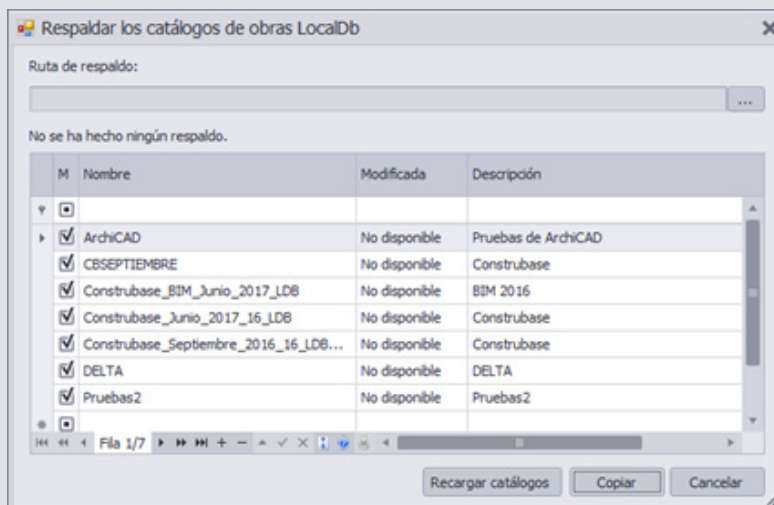 Respaldar los catálogos de obras LocalDb
Ruta de respaldo:
...
No se ha hecho ningún respaldo.
M Nombre Modificada Descripción
ArchiCAD No disponible Pruebas de ArchiCAD
CBSEPTIEMBRE No disponible Construbase
Construbase_BIM_Junio_2017_LDB No disponible BIM 2016
Construbase_Junio_2017_16_LDB No disponible Construbase
Construbase_Septiembre_2016_16_LDB... No disponible Construbase
DELTA No disponible DELTA
Pruebas2 No disponible Pruebas2
Fila 1/7
Recargar catálogos Copiar Cancelar